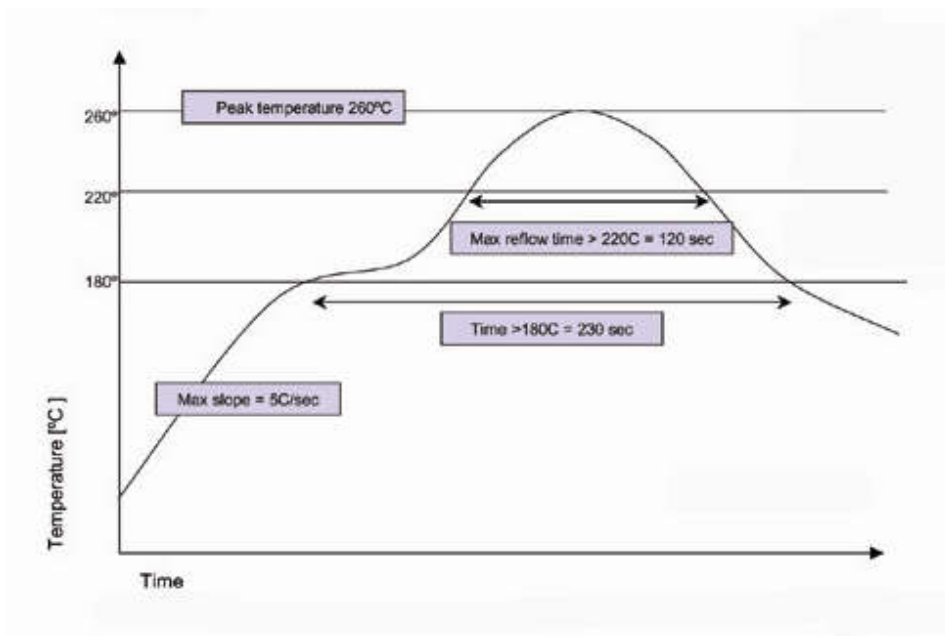 Peak temperature 260ºC
260º
220º
Max reflow time > 220C = 120 sec
180º
Time >180C = 230 sec
Max slope = 5C/sec
Temperature [ºC ]
Time